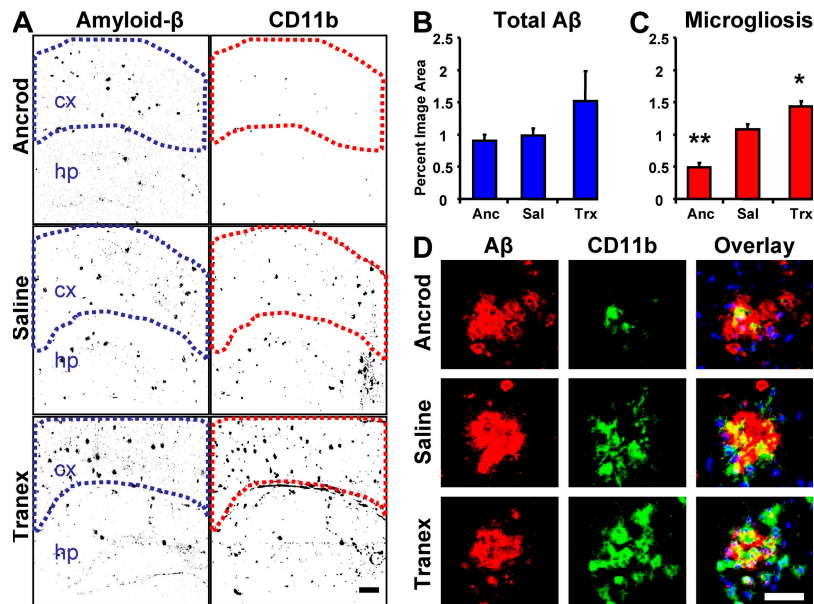 A
Amyloid-β CD11b
Ancrod
cx
hp
Saline
cx
hp
Tranex
cx
hp
B
Total Aβ
Percent Image Area
2.5
2
1.5
1
0.5
0
Anc Sal Trx
C
Microgliosis
2.5
2
1.5
1
0.5
0
**
*
Anc Sal Trx
D
Aβ CD11b Overlay
Ancrod
Saline
Tranex